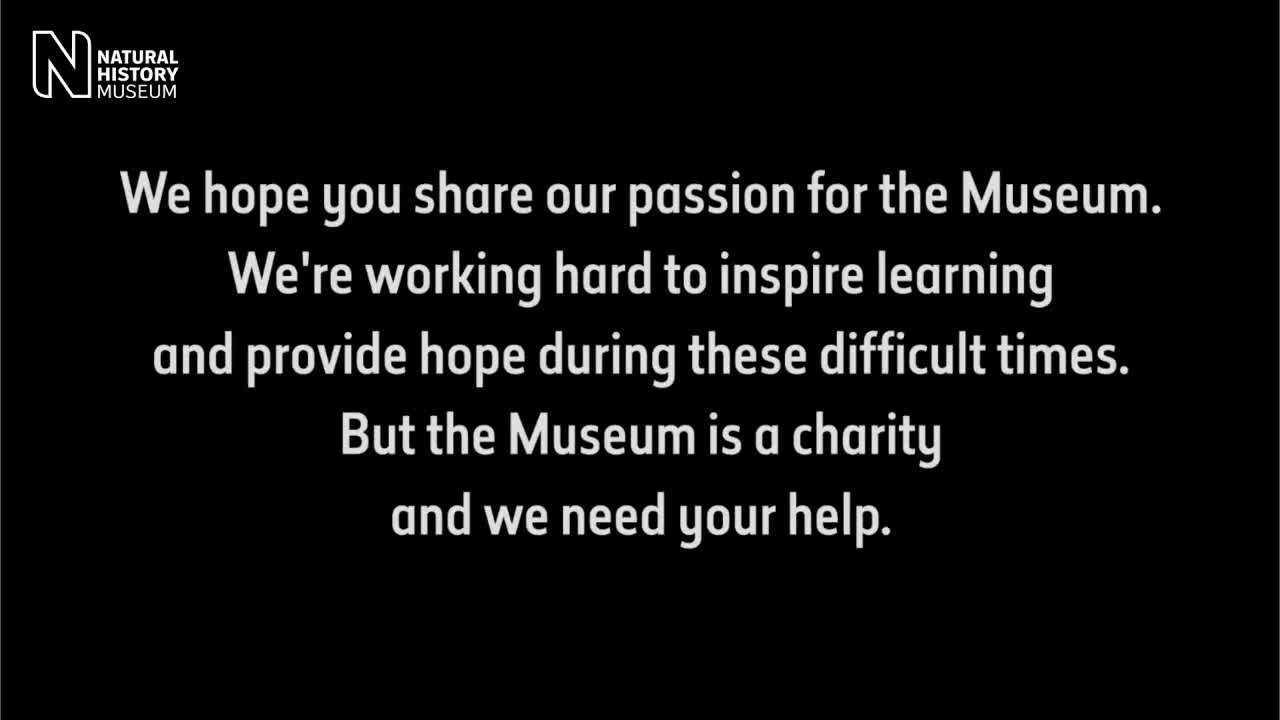 NATURAL
HISTORY
MUSEUM
We hope you share our passion for the Museum.
We're working hard to inspire learning
and provide hope during these difficult times.
But the Museum is a charity
and we need your help.